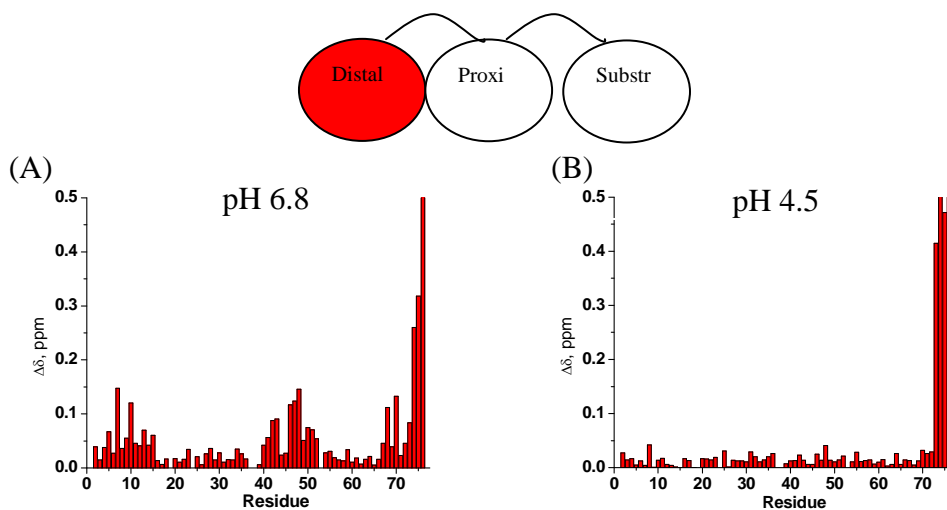 Distal Proxi Substr
(A) (B)
pH 6.8 pH 4.5
0.5 0.5
0.4 0.4
0.3 0.3
0.2 0.2
0.1 0.1
0.0 0.0
Δδ, ppm Δδ, ppm
0 10 20 30 40 50 60 70 0 10 20 30 40 50 60 70
Residue Residue